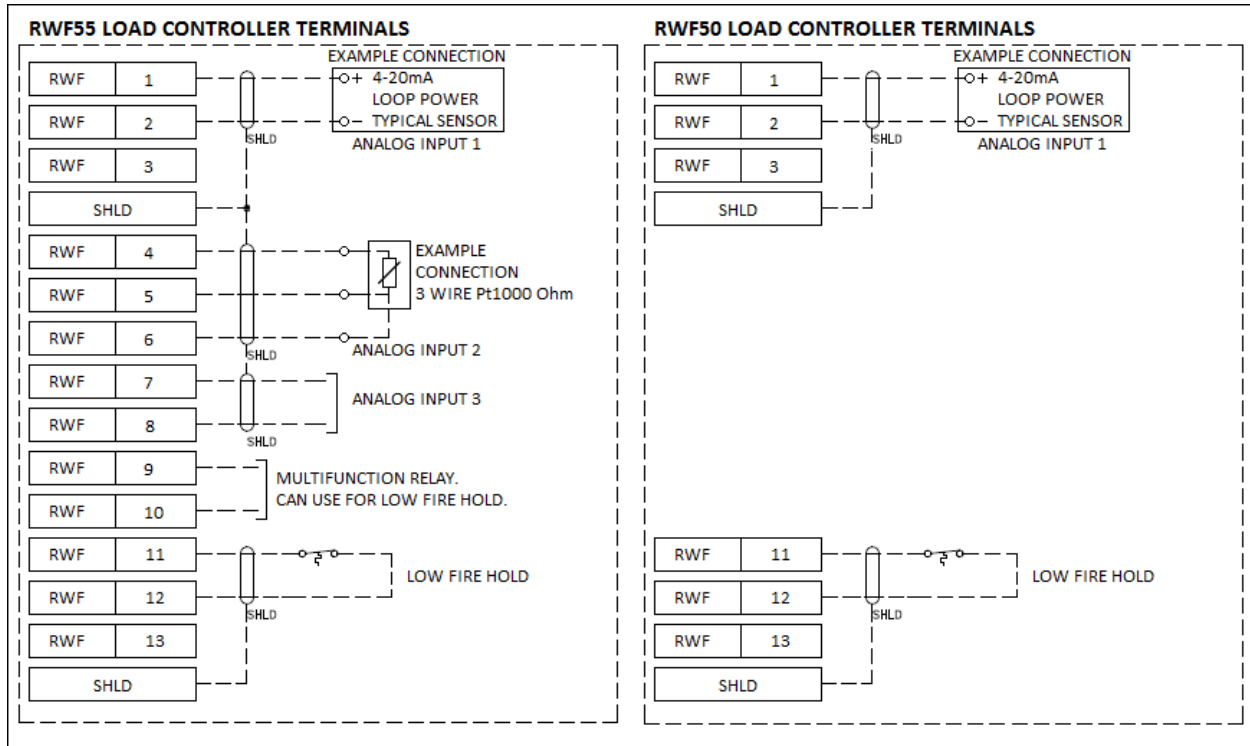 RWF55 LOAD CONTROLLER TERMINALS
EXAMPLE CONNECTION
RWF 1
+ 4-20mA
LOOP POWER
RWF 2
- TYPICAL SENSOR
SHLD
ANALOG INPUT 1
RWF 3
SHLD
RWF 4
EXAMPLE
CONNECTION
RWF 5
3 WIRE Pt1000 Ohm
RWF 6
SHLD
ANALOG INPUT 2
RWF 7
ANALOG INPUT 3
RWF 8
SHLD
RWF 9
MULTIFUNCTION RELAY.
CAN USE FOR LOW FIRE HOLD.
RWF 10
RWF 11
LOW FIRE HOLD
RWF 12
SHLD
RWF 13
SHLD
RWF50 LOAD CONTROLLER TERMINALS
EXAMPLE CONNECTION
RWF 1
+ 4-20mA
LOOP POWER
RWF 2
- TYPICAL SENSOR
SHLD
ANALOG INPUT 1
RWF 3
SHLD
RWF 11
LOW FIRE HOLD
RWF 12
SHLD
RWF 13
SHLD